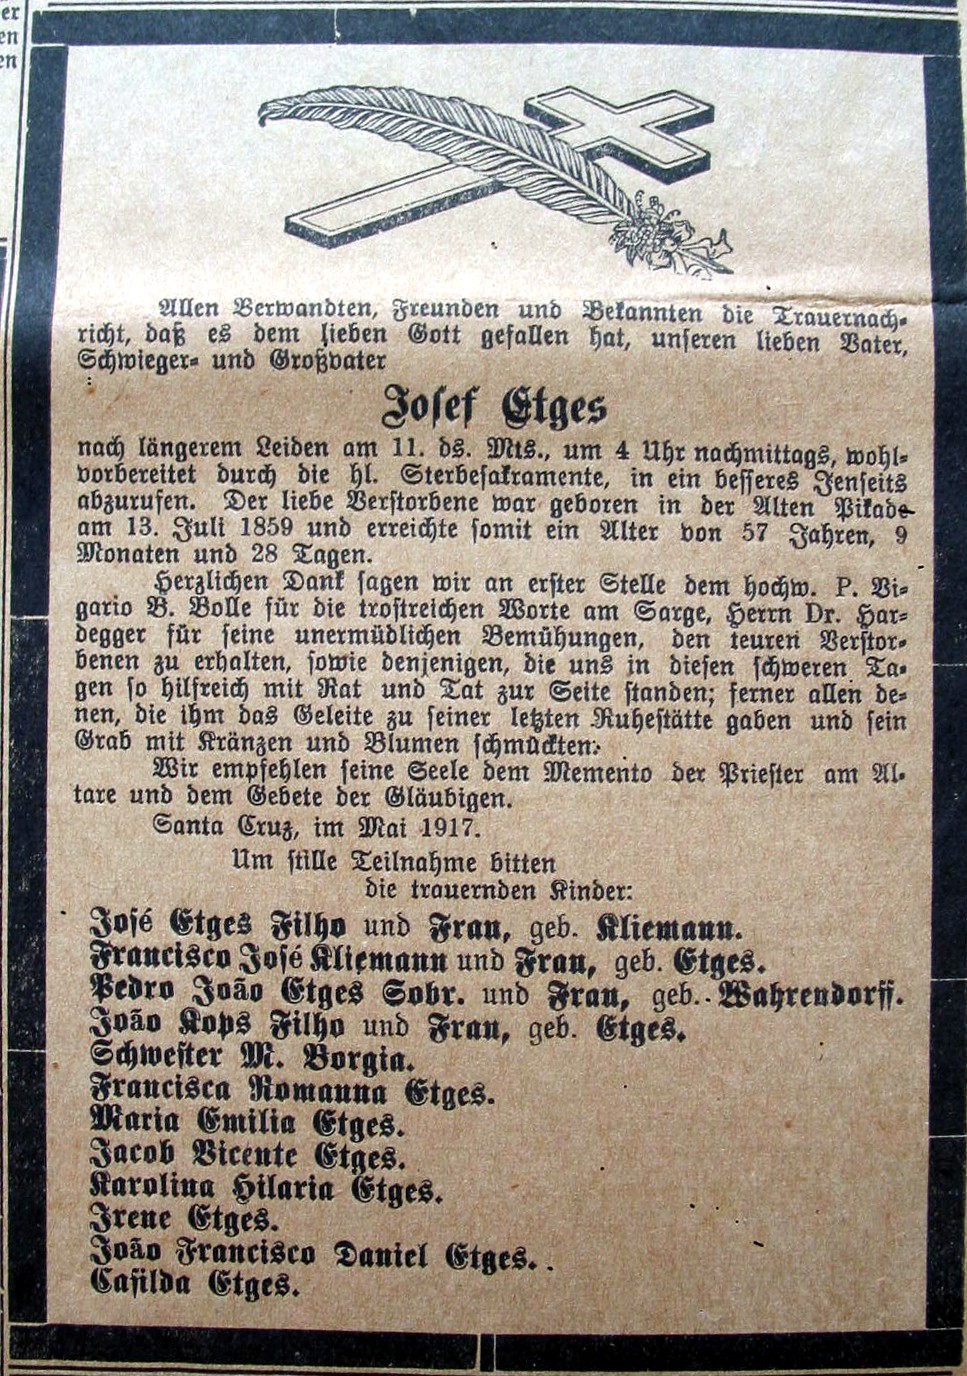 er
en
en
Allen Verwandten, Freunden und Bekannten die Trauernach-
richt, daß es dem lieben Gott gefallen hat, unseren lieben Vater,
Schwieger- und Großvater
Josef Etges
nach längerem Leiden am 11. ds. Mts., um 4 Uhr nachmittags, wohl-
vorbereitet durch die hl. Sterbesakramente, in ein besseres Jenseits
abzurufen. Der liebe Verstorbene war geboren in der Alten Pikade
am 13. Juli 1859 und erreichte somit ein Alter von 57 Jahren, 9
Monaten und 28 Tagen.
Herzlichen Dank sagen wir an erster Stelle dem hochw. P. Vi-
gario B. Bolle für die trostreichen Worte am Sarge, Herrn Dr. Har-
degger für seine unermüdlichen Bemühungen, den teuren Verstor-
benen zu erhalten, sowie denjenigen, die uns in diesen schweren Ta-
gen so hilfreich mit Rat und Tat zur Seite standen; ferner allen de-
nen, die ihm das Geleite zu seiner letzten Ruhestätte gaben und sein
Grab mit Kränzen und Blumen schmückten.
Wir empfehlen seine Seele dem Memento der Priester am Al-
tare und dem Gebete der Gläubigen.
Santa Cruz, im Mai 1917.
Um stille Teilnahme bitten
die trauernden Kinder:
José Etges Filho und Frau, geb. Kliemann.
Francisco José Kliemann und Frau, geb. Etges.
Pedro João Etges Sobr. und Frau, geb. Wahrendorff.
João Kops Filho und Frau, geb. Etges.
Schwester M. Borgia.
Francisca Romanna Etges.
Maria Emilia Etges.
Jacob Vicente Etges.
Karolina Hilaria Etges.
Irene Etges.
João Francisco Daniel Etges.
Casilda Etges.